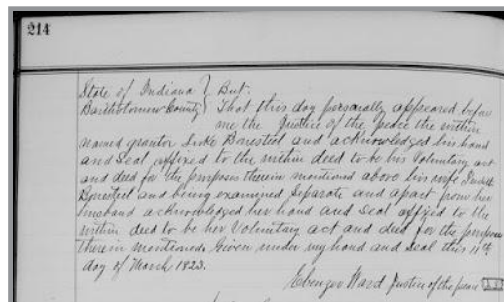 214
State of Indiana } But:
Bartholomew County } That this day personally appeared before
me the Justice of the peace the within
named grantor Luke Bonesteel and acknowledged his hand
and Seal affixed to the within deed to be his Voluntary act
and deed for the purposes therein mentioned above his wife
Bonesteel and being examined Separate and apart from her
husband acknowledged her hand and Seal affixed to the
within deed to be her Voluntary act and deed for the purposes
therein mentioned. Given under my hand and Seal this 11th
day of March 1823.
Ebenezer Ward Justice of the peace